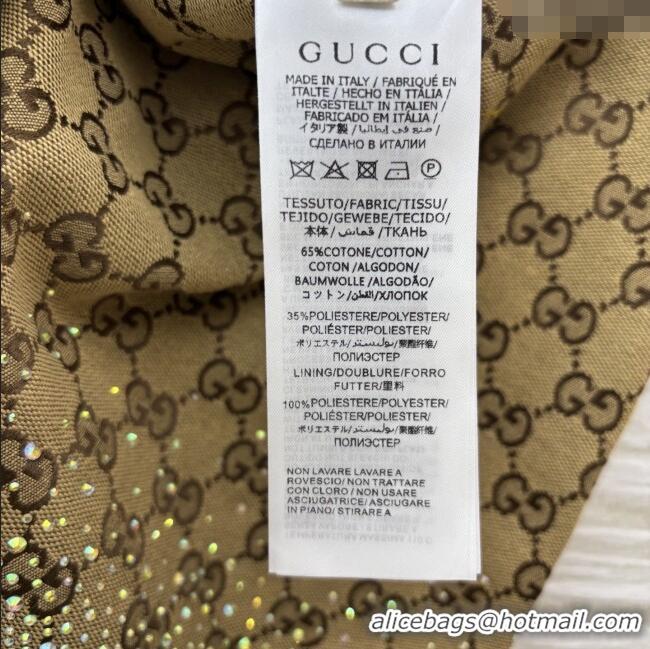 GUCCI
MADE IN ITALY / FABRIQUÉ EN
ITALTE / HECHO EN ITALIA /
HERGESTELLT IN ITALIEN /
FABRICADO EM ITÁLIA /
イタリア製 / صنع في إيطاليا /
СДЕЛАНО В ИТАЛИИ
TESSUTO/FABRIC/TISSU/
TEJIDO/GEWEBE/TECIDO/
本体/ قماش /ТКАНЬ
65%COTONE/COTTON/
COTON /ALGODON/
BAUMWOLLE /ALGODÃO/
コットン/القطن/ХЛОПОК
35%POLIESTERE/POLYESTER/
POLIÉSTER/POLYESTER/
ポリエステル/بوليستر/聚酯纤维/
ПОЛИЭСТЕР
LINING/DOUBLURE/FORRO
FUTTER/里料
100%POLIESTERE/POLYESTER/
POLIÉSTER/POLYESTER/
ポリエステル/بوليستر/聚酯纤维/
ПОЛИЭСТЕР
NON LAVARE LAVARE A
ROVESCIO/ NON TRATTARE
CON CLORO / NON USARE
ASCIUGATRICE/ASCIUGARE
IN PIANO/ STIRARE A
alicebags@hotmail.com